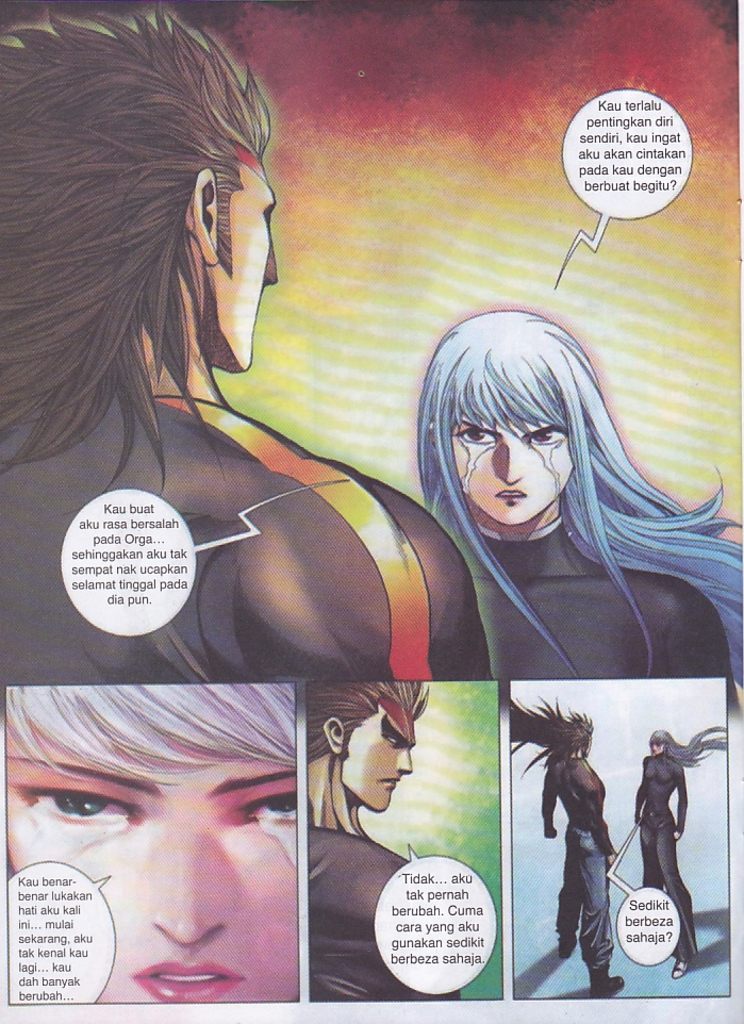 Kau terlalu
pentingkan diri
sendiri, kau ingat
aku akan cintakan
pada kau dengan
berbuat begitu?
Kau buat
aku rasa bersalah
pada Orga...
sehinggakan aku tak
sempat nak ucapkan
selamat tinggal pada
dia pun.
Kau benar-
benar lukakan
hati aku kali
ini... mulai
sekarang, aku
tak kenal kau
lagi... kau
dah banyak
berubah...
Tidak... aku
tak pernah
berubah. Cuma
cara yang aku
gunakan sedikit
berbeza sahaja.
Sedikit
berbeza
sahaja?